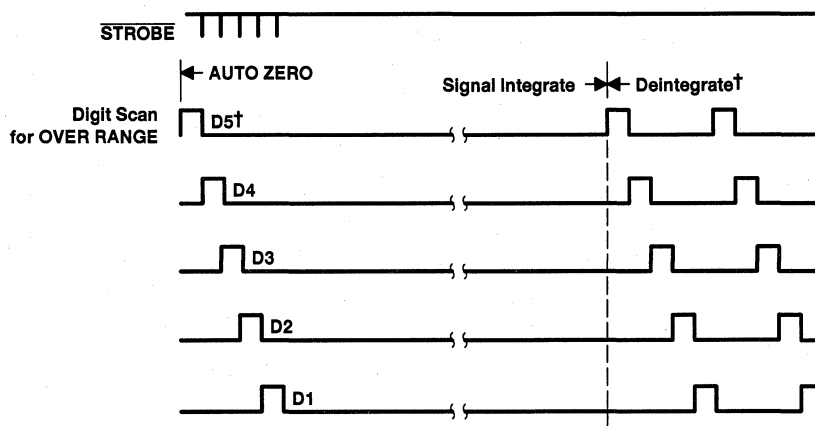 STROBE
AUTO ZERO
Signal Integrate
Deintegrate†
Digit Scan
for OVER RANGE
D5†
D4
D3
D2
D1